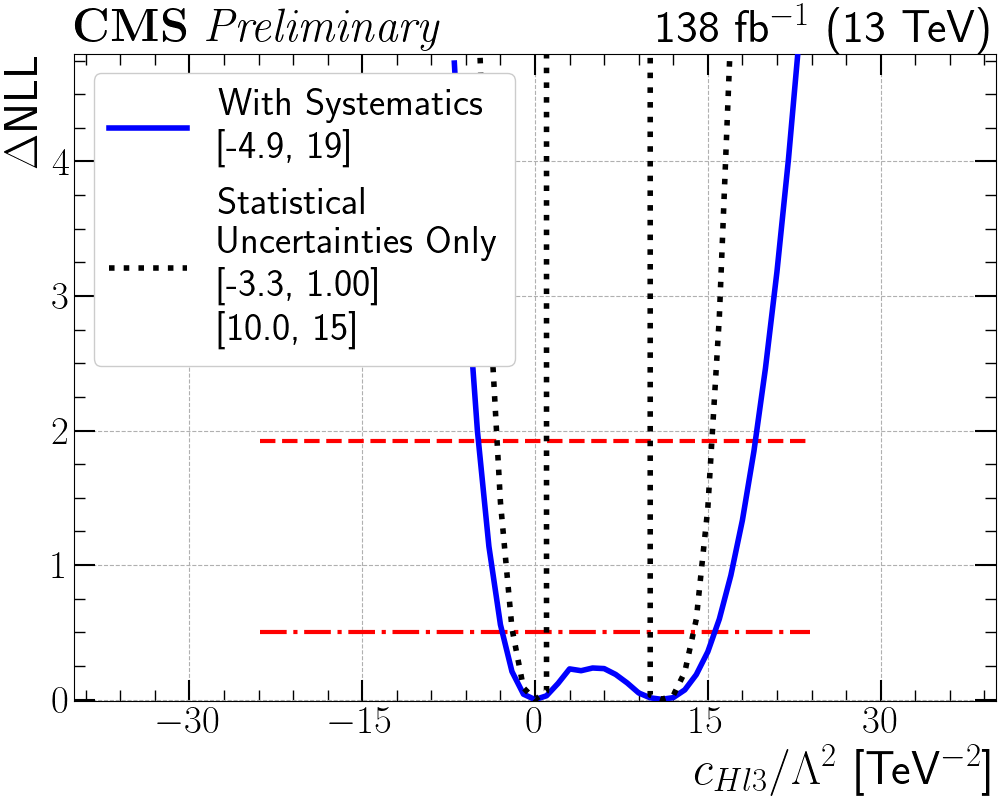 CMS Preliminary 138 fb⁻¹ (13 TeV)
ΔNLL
With Systematics
[-4.9, 19]
Statistical
Uncertainties Only
[-3.3, 1.00]
[10.0, 15]
4
3
2
1
0
−30 −15 0 15 30
c_{Hl3}/Λ² [TeV⁻²]